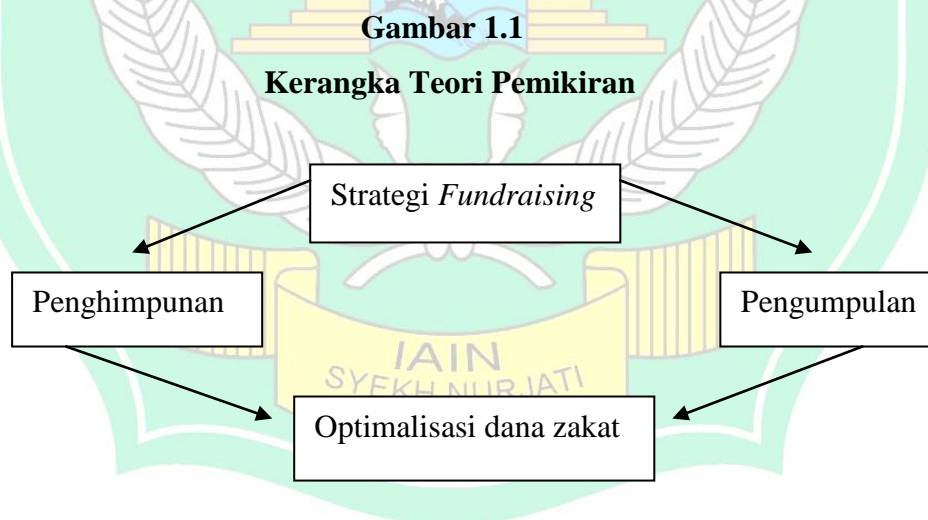 Gambar 1.1
Kerangka Teori Pemikiran
Strategi Fundraising
Penghimpunan
Pengumpulan
IAIN
SYEKH NURJATI
Optimalisasi dana zakat